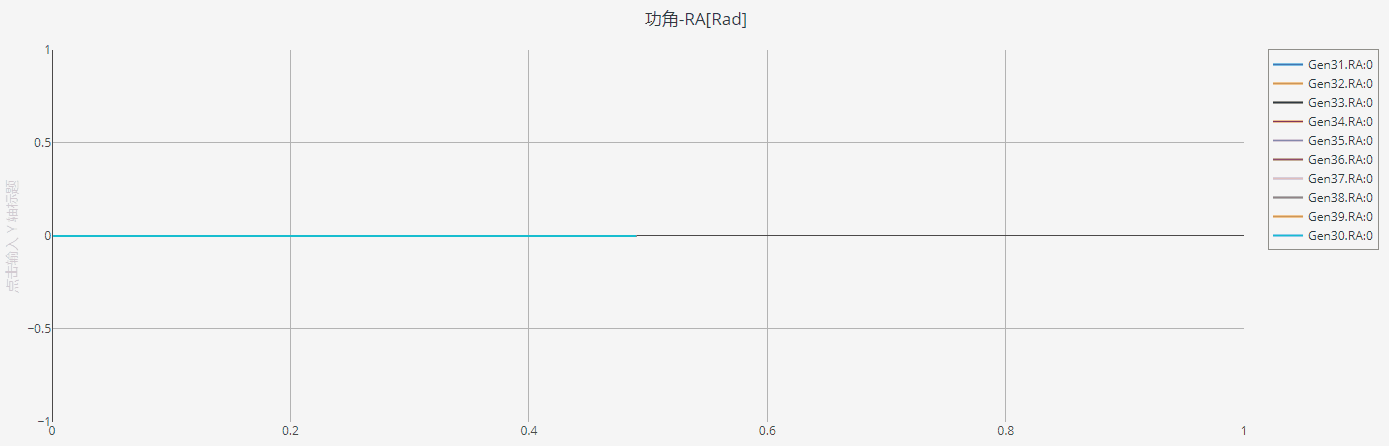 功角-RA[Rad]
1
0.5
0
−0.5
−1
点击输入 Y 轴标题
0
0.2
0.4
0.6
0.8
1
Gen31.RA:0
Gen32.RA:0
Gen33.RA:0
Gen34.RA:0
Gen35.RA:0
Gen36.RA:0
Gen37.RA:0
Gen38.RA:0
Gen39.RA:0
Gen30.RA:0